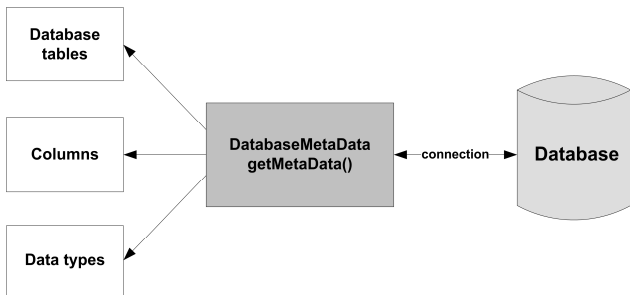 Database
tables
Columns
Data types
DatabaseMetaData
getMetaData()
connection
Database